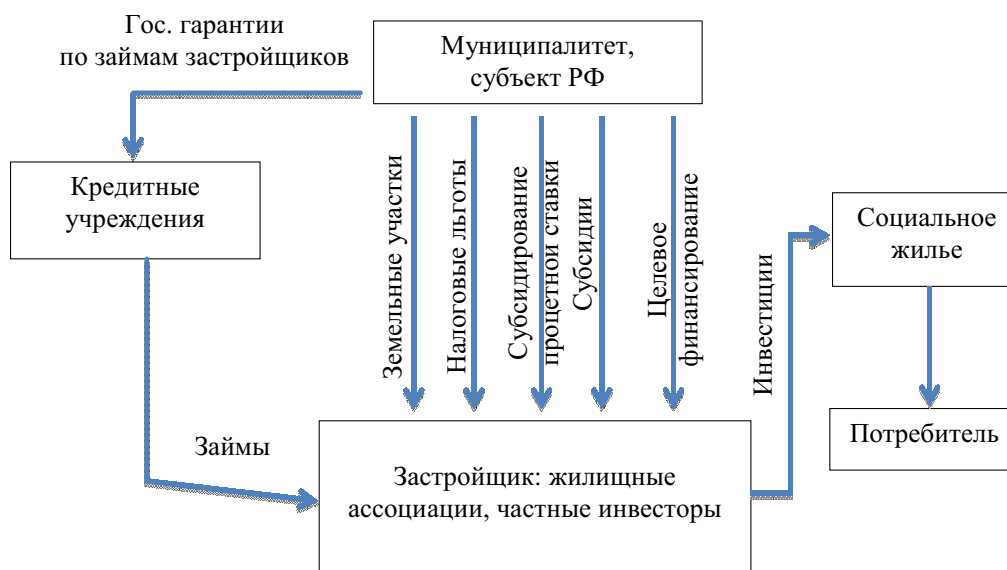 Гос. гарантии
по займам застройщиков
Муниципалитет,
субъект РФ
Кредитные
учреждения
Земельные участки
Налоговые льготы
Субсидирование
процетной ставки
Субсидии
Целевое
финансирование
Инвестиции
Социальное
жилье
Потребитель
Займы
Застройщик: жилищные
ассоциации, частные инвесторы